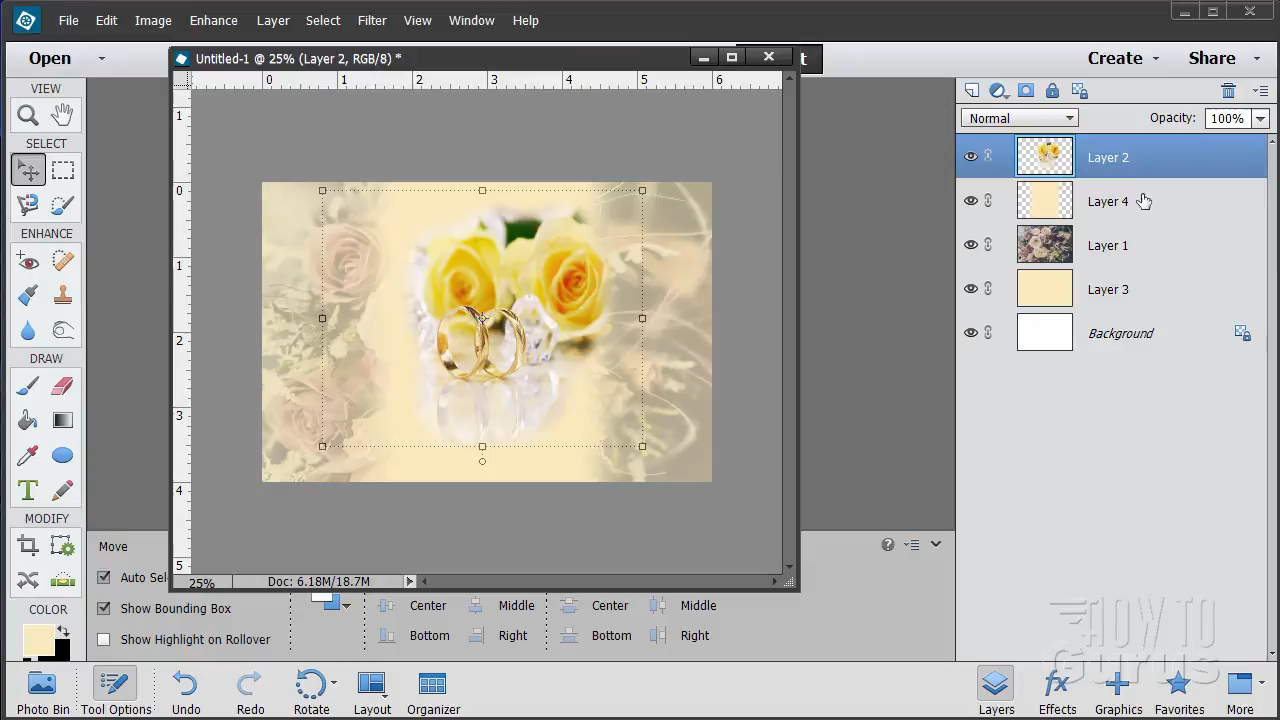 File Edit Image Enhance Layer Select Filter View Window Help
Open
Create Share
Untitled-1 @ 25% (Layer 2, RGB/8) *
0 1 2 3 4 5 6
1
0
1
2
3
4
5
25% Doc: 6.18M/18.7M
VIEW
SELECT
ENHANCE
DRAW
MODIFY
COLOR
Normal Opacity: 100%
Layer 2
Layer 4
Layer 1
Layer 3
Background
Move
Show Bounding Box
Show Highlight on Rollover
Center Middle Center Middle
Bottom Right Bottom Right
HOW TO
Gurus
Photo Bin Tool Options Undo Redo Rotate Layout Organizer
Layers Effects Graphics Favorites More